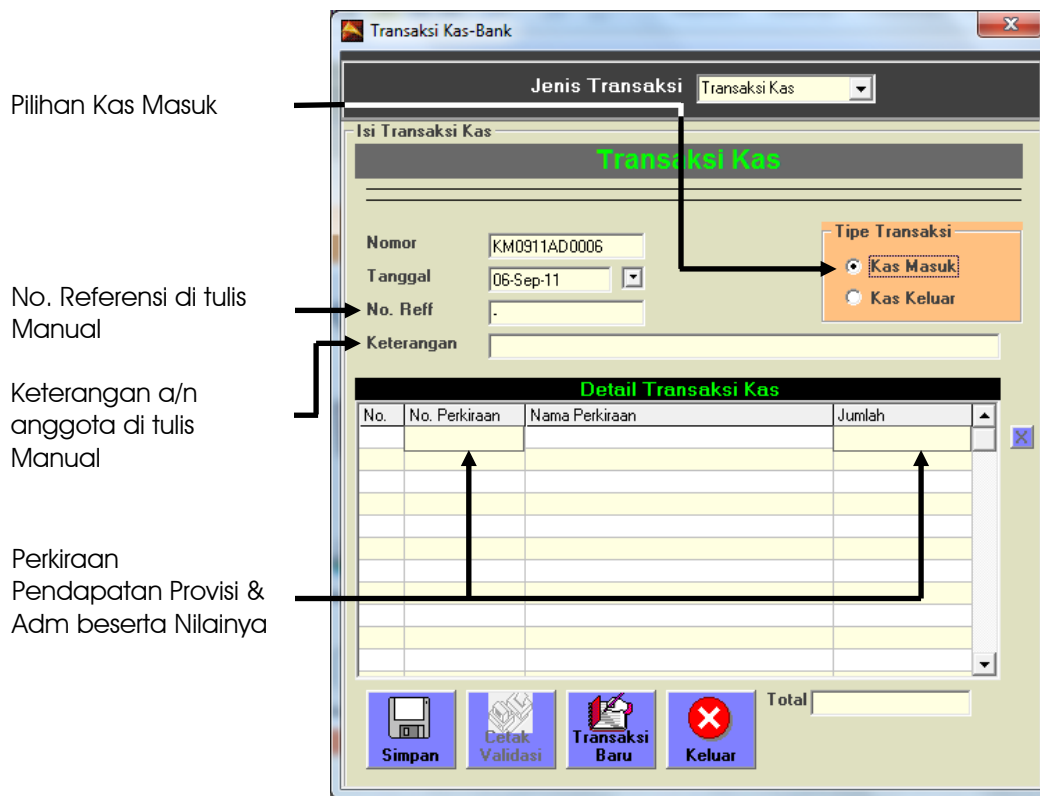 Transaksi Kas-Bank
x
Jenis Transaksi Transaksi Kas
Pilihan Kas Masuk
Isi Transaksi Kas
Transaksi Kas
Nomor KM0911AD0006
Tipe Transaksi
Kas Masuk
Kas Keluar
Tanggal 06-Sep-11
No. Referensi di tulis
Manual
No. Reff .
Keterangan
Keterangan a/n
anggota di tulis
Manual
Detail Transaksi Kas
No. No. Perkiraan Nama Perkiraan Jumlah
X
Perkiraan
Pendapatan Provisi &
Adm beserta Nilainya
Simpan
Cetak
Validasi
Transaksi
Baru
Keluar
Total